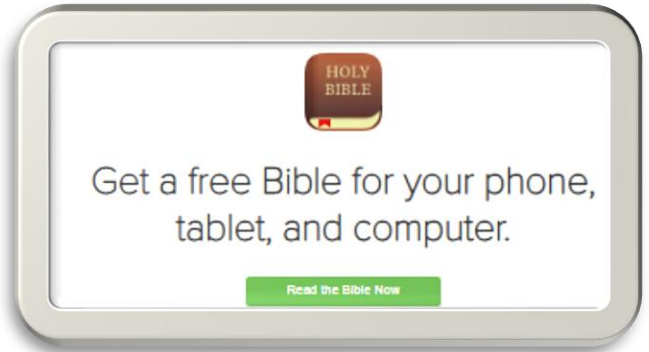 HOLY
BIBLE
Get a free Bible for your phone,
tablet, and computer.
Read the Bible Now